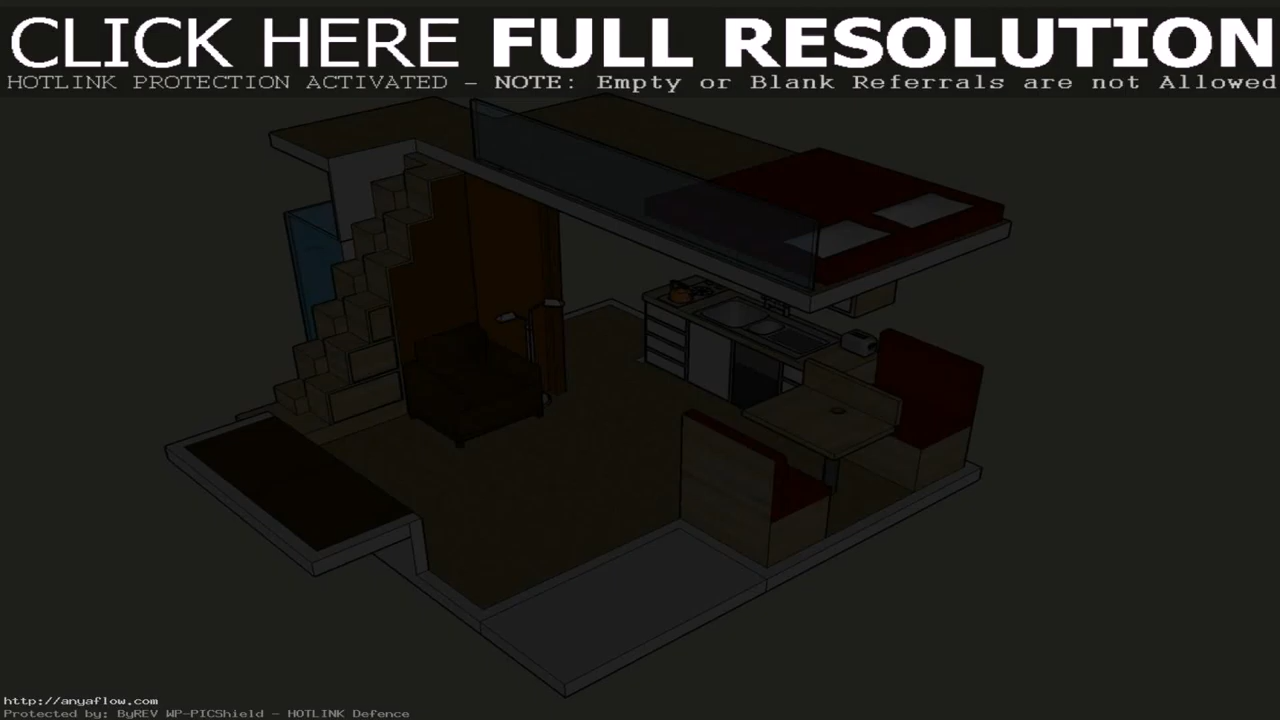 CLICK HERE FULL RESOLUTION
HOTLINK PROTECTION ACTIVATED – NOTE: Empty or Blank Referrals are not Allowed
http://anyaflow.com
Protected by: ByREV WP-PICShield – HOTLINK Defence